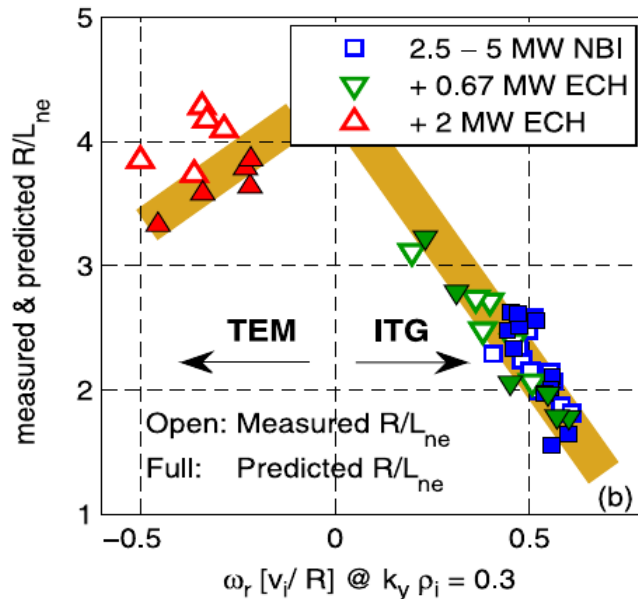 measured & predicted R/L_ne
5
4
3
2
1
2.5 – 5 MW NBI
+ 0.67 MW ECH
+ 2 MW ECH
TEM ITG
Open: Measured R/L_ne
Full: Predicted R/L_ne
(b)
−0.5 0 0.5
ω_r [v_i/ R] @ k_y ρ_i = 0.3